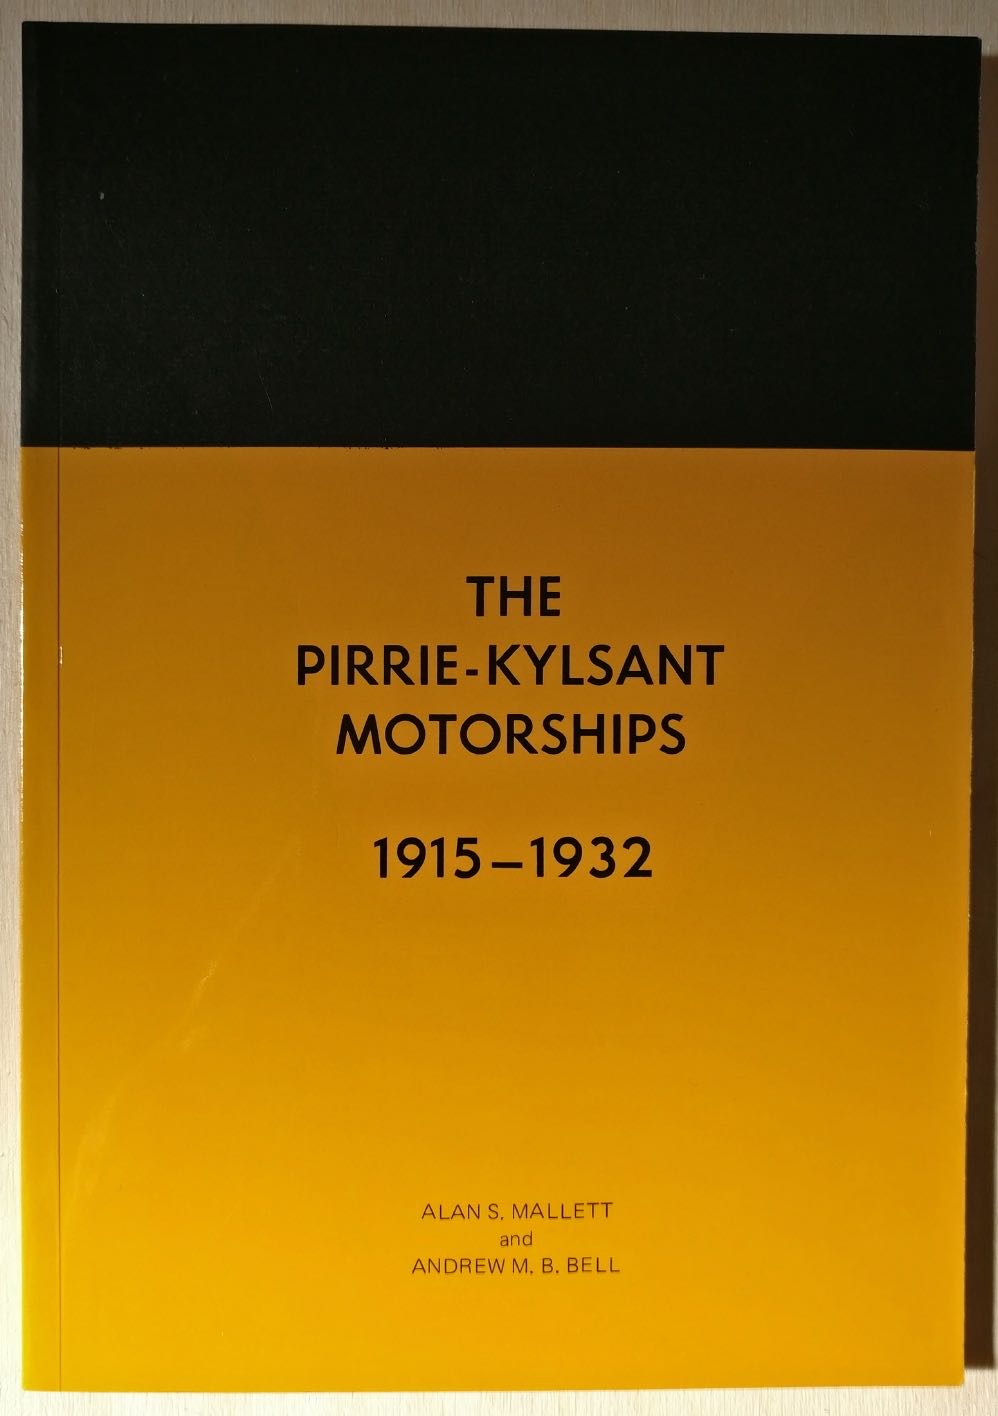 THE
PIRRIE-KYLSANT
MOTORSHIPS
1915–1932
ALAN S. MALLETT
and
ANDREW M. B. BELL